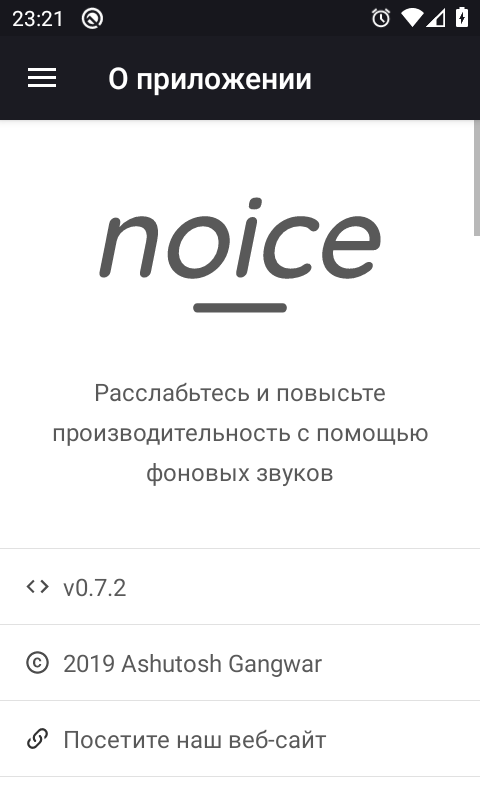 23:21
О приложении
noice
Расслабьтесь и повысьте
производительность с помощью
фоновых звуков
v0.7.2
© 2019 Ashutosh Gangwar
Посетите наш веб-сайт